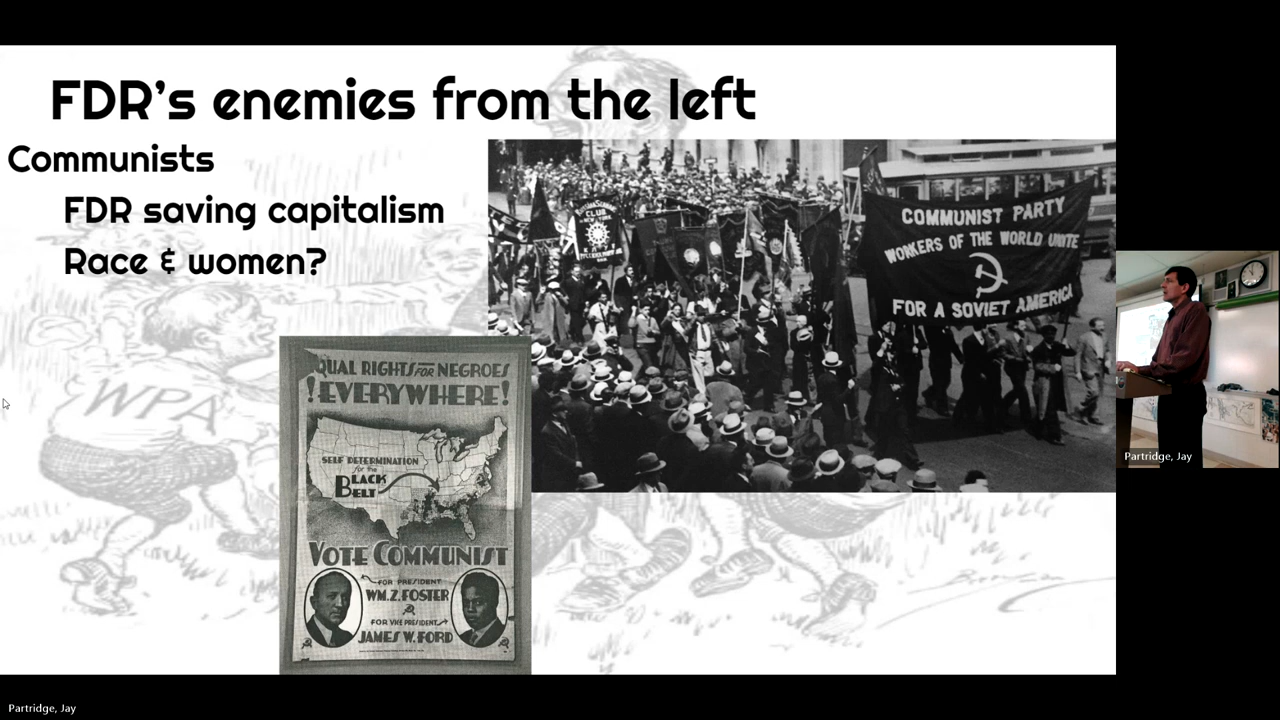 FDR's enemies from the left
Communists
FDR saving capitalism
Race & women?
COMMUNIST PARTY
WORKERS OF THE WORLD UNITE
FOR A SOVIET AMERICA
CLUB
WPA
QUAL RIGHTS FOR NEGROES
!EVERYWHERE!
SELF DETERMINATION
for the
BLACK
BELT
VOTE COMMUNIST
FOR PRESIDENT
WM. Z. FOSTER
FOR VICE PRESIDENT
JAMES W. FORD
Partridge, Jay
Partridge, Jay